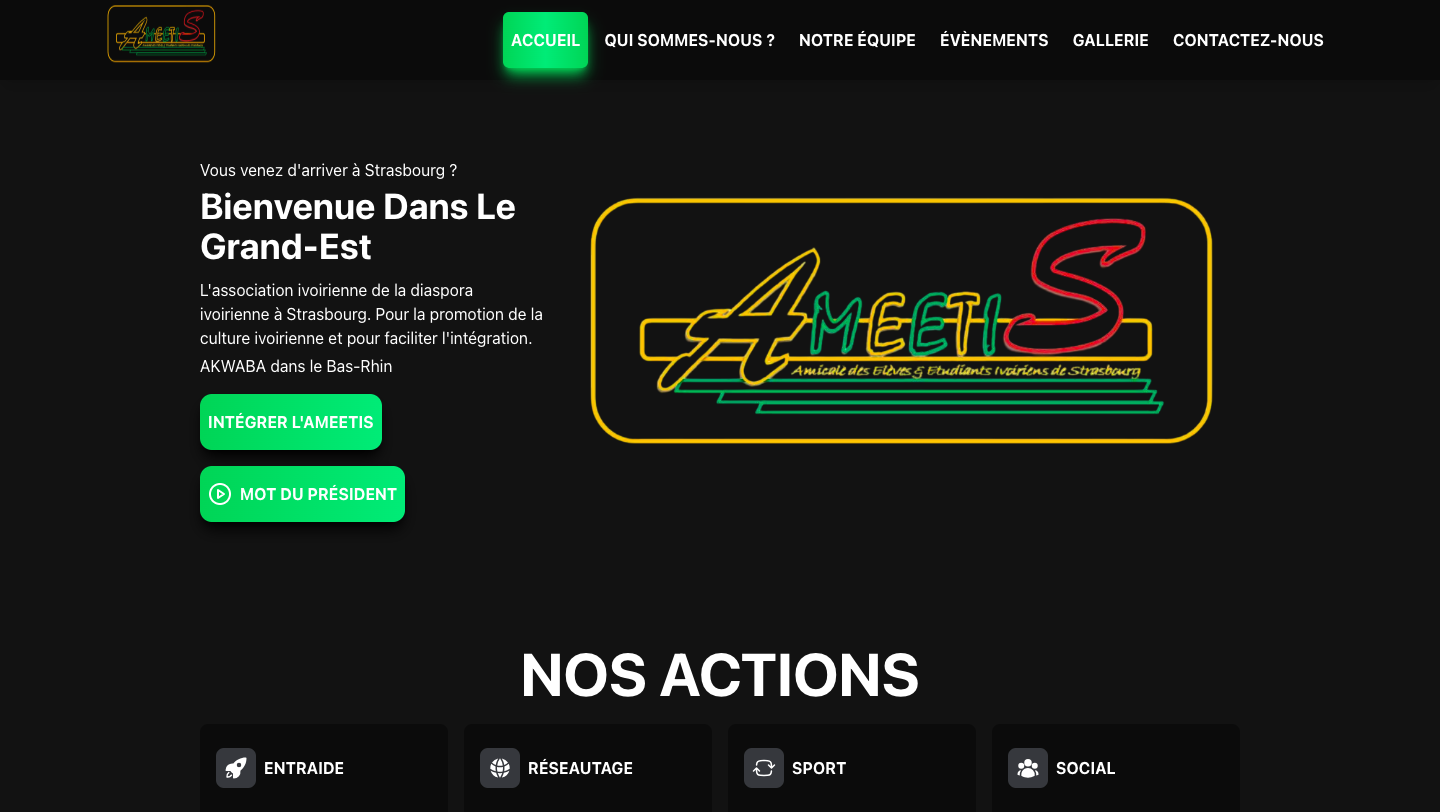 AMEETIS
ACCUEIL
QUI SOMMES-NOUS ?
NOTRE ÉQUIPE
ÉVÈNEMENTS
GALLERIE
CONTACTEZ-NOUS
Vous venez d'arriver à Strasbourg ?
Bienvenue Dans Le
Grand-Est
L'association ivoirienne de la diaspora
ivoirienne à Strasbourg. Pour la promotion de la
culture ivoirienne et pour faciliter l'intégration.
AKWABA dans le Bas-Rhin
INTÉGRER L'AMEETIS
MOT DU PRÉSIDENT
AMEETIS
Amicale des Elèves & Etudiants Ivoiriens de Strasbourg
NOS ACTIONS
ENTRAIDE
RÉSEAUTAGE
SPORT
SOCIAL